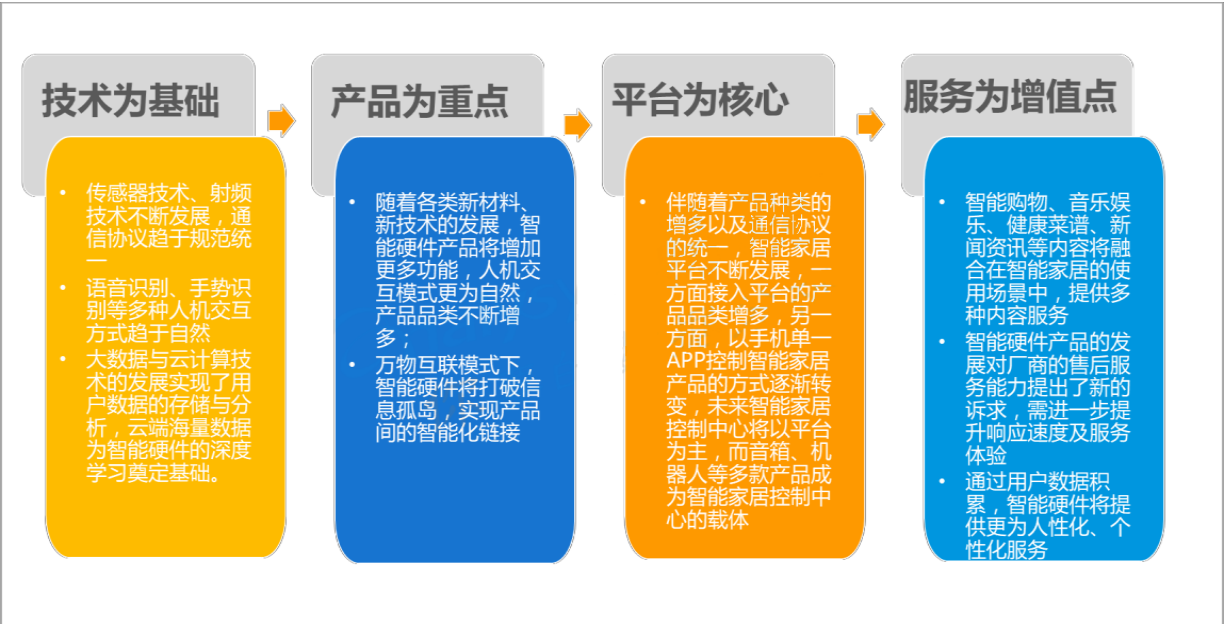 技术为基础
• 传感器技术、射频
技术不断发展，通
信协议趋于规范统
一
• 语音识别、手势识
别等多种人机交互
方式趋于自然
• 大数据与云计算技
术的发展实现了用
户数据的存储与分
析，云端海量数据
为智能硬件的深度
学习奠定基础。
产品为重点
• 随着各类新材料、
新技术的发展，智
能硬件产品将增加
更多功能，人机交
互模式更为自然，
产品品类不断增
多；
• 万物互联模式下，
智能硬件将打破信
息孤岛，实现产品
间的智能化链接
平台为核心
• 伴随着产品种类的
增多以及通信协议
的统一，智能家居
平台不断发展，一
方面接入平台的产
品品类增多，另一
方面，以手机单一
APP控制智能家居
产品的方式逐渐转
变，未来智能家居
控制中心将以平台
为主，而音箱、机
器人等多款产品成
为智能家居控制中
心的载体
服务为增值点
• 智能购物、音乐娱
乐、健康菜谱、新
闻资讯等内容将融
合在智能家居的使
用场景中，提供多
种内容服务
• 智能硬件产品的发
展对厂商的售后服
务能力提出了新的
诉求，需进一步提
升响应速度及服务
体验
• 通过用户数据积
累，智能硬件将提
供更为人性化、个
性化服务